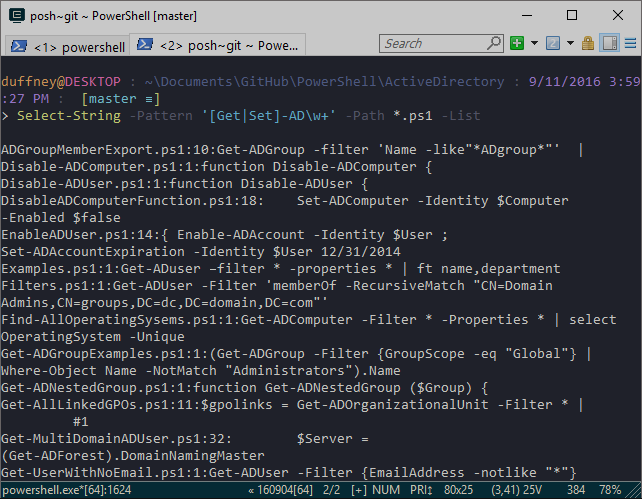 posh~git ~ PowerShell [master]
<1> powershell
<2> posh~git ~ Powe...
Search
duffney@DESKTOP : ~\Documents\GitHub\PowerShell\ActiveDirectory : 9/11/2016 3:59
:27 PM :  [master ≡]
> Select-String -Pattern '[Get|Set]-AD\w+' -Path *.ps1 -List
ADGroupMemberExport.ps1:10:Get-ADGroup -filter 'Name -like"*ADgroup*"'  |
Disable-ADComputer.ps1:1:function Disable-ADComputer {
Disable-ADUser.ps1:1:function Disable-ADUser {
DisableADComputerFunction.ps1:18:    Set-ADComputer -Identity $Computer
-Enabled $false
EnableADUser.ps1:14:{ Enable-ADAccount -Identity $User ;
Set-ADAccountExpiration -Identity $User 12/31/2014
Examples.ps1:1:Get-ADuser –filter * -properties * | ft name,department
Filters.ps1:1:Get-ADUser -Filter 'memberOf -RecursiveMatch "CN=Domain
Admins,CN=groups,DC=dc,DC=domain,DC=com"'
Find-AllOperatingSysems.ps1:1:Get-ADComputer -Filter * -Properties * | select
OperatingSystem -Unique
Get-ADGroupExamples.ps1:1:(Get-ADGroup -Filter {GroupScope -eq "Global"} |
Where-Object Name -NotMatch "Administrators").Name
Get-ADNestedGroup.ps1:1:function Get-ADNestedGroup ($Group) {
Get-AllLinkedGPOs.ps1:11:$gpolinks = Get-ADOrganizationalUnit -Filter * |
#1
Get-MultiDomainADUser.ps1:32:        $Server =
(Get-ADForest).DomainNamingMaster
Get-UserWithNoEmail.ps1:1:Get-ADUser -Filter {EmailAddress -notlike "*"}
powershell.exe*[64]:1624 « 160904[64] 2/2 [+] NUM PRI↕ 80x25 (3,41) 25V 384 78%